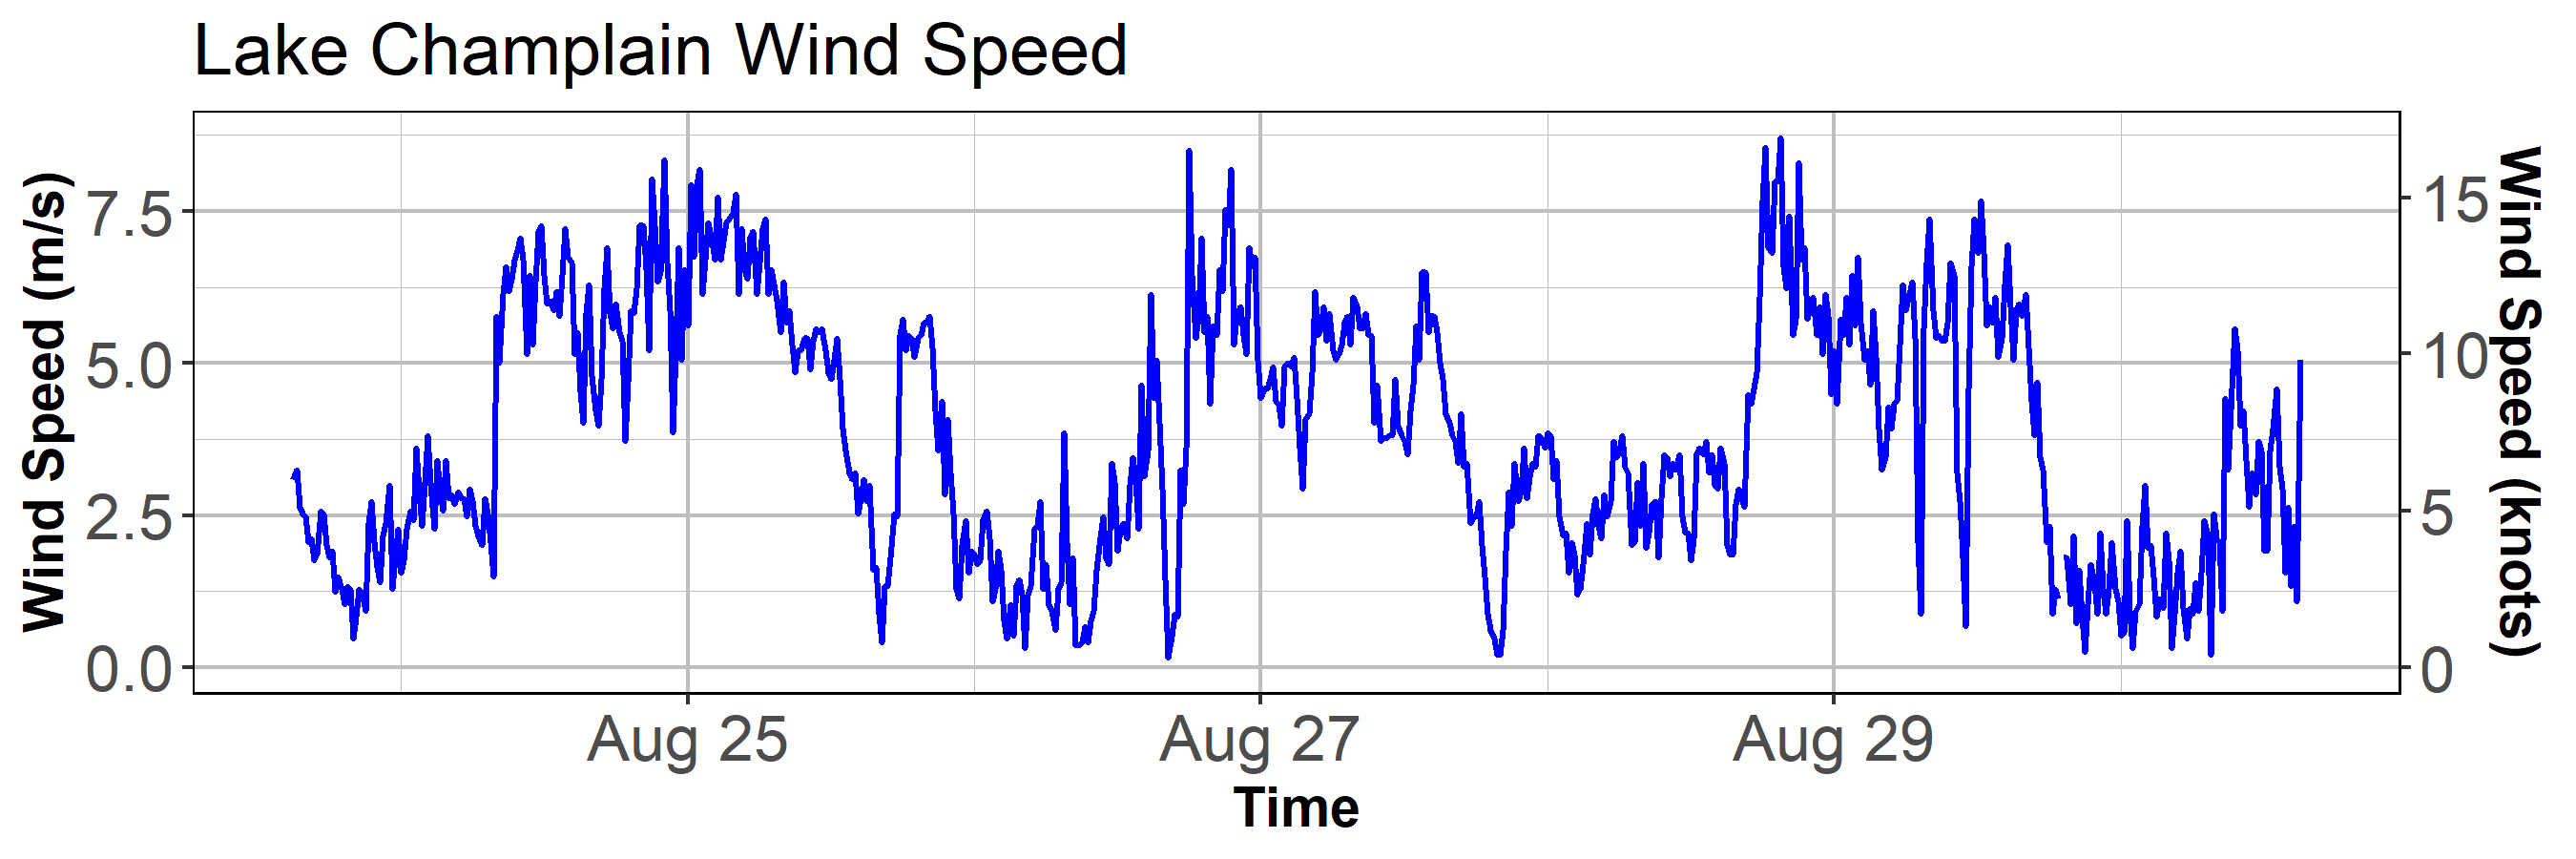 Lake Champlain Wind Speed
Wind Speed (m/s)
7.5
5.0
2.5
0.0
15
10
5
0
Wind Speed (knots)
Aug 25
Aug 27
Aug 29
Time